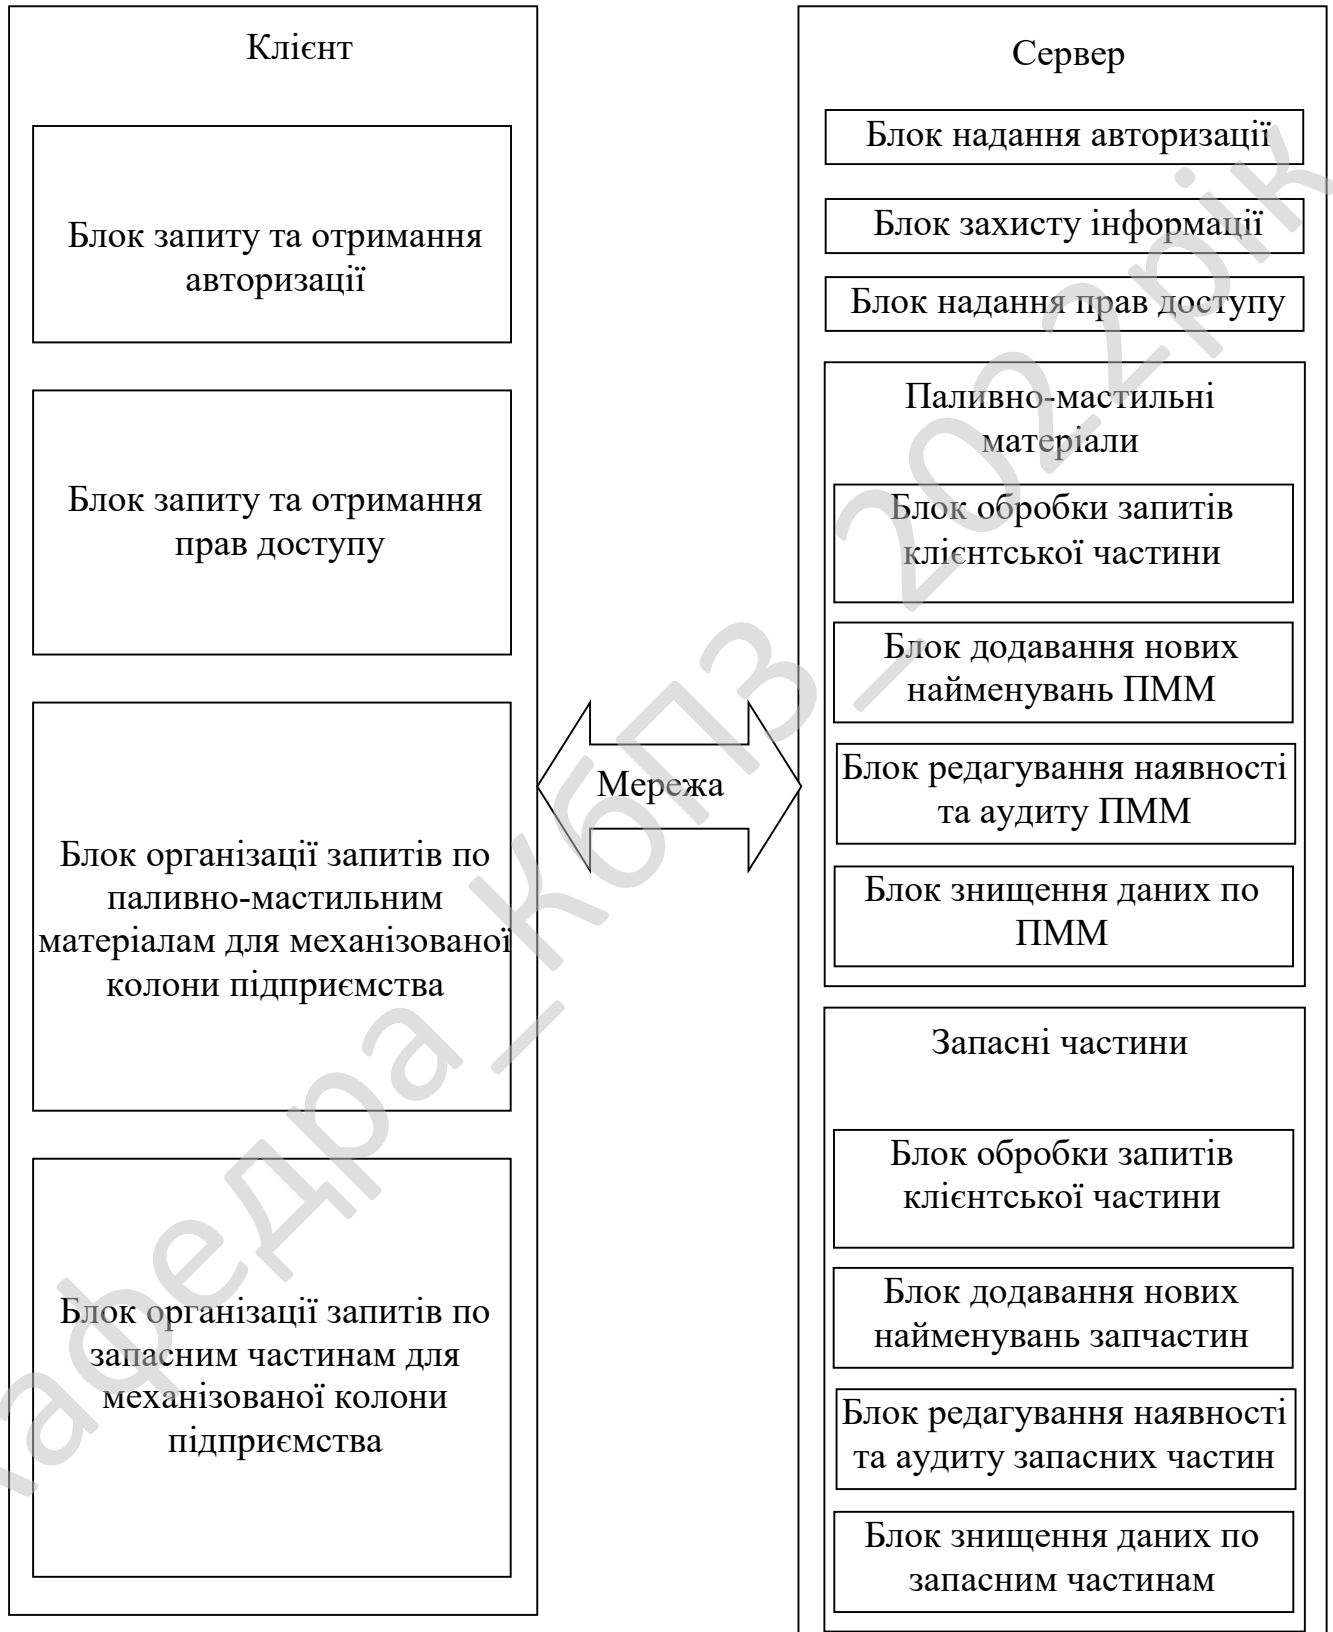 Клієнт
Блок запиту та отримання
авторизації
Блок запиту та отримання
прав доступу
Блок організації запитів по
паливно-мастильним
матеріалам для механізованої
колони підприємства
Блок організації запитів по
запасним частинам для
механізованої колони
підприємства
Мережа
Сервер
Блок надання авторизації
Блок захисту інформації
Блок надання прав доступу
Паливно-мастильні
матеріали
Блок обробки запитів
клієнтської частини
Блок додавання нових
найменувань ПММ
Блок редагування наявності
та аудиту ПММ
Блок знищення даних по
ПММ
Запасні частини
Блок обробки запитів
клієнтської частини
Блок додавання нових
найменувань запчастин
Блок редагування наявності
та аудиту запасних частин
Блок знищення даних по
запасним частинам
кафедра_КбПЗ_2022рік